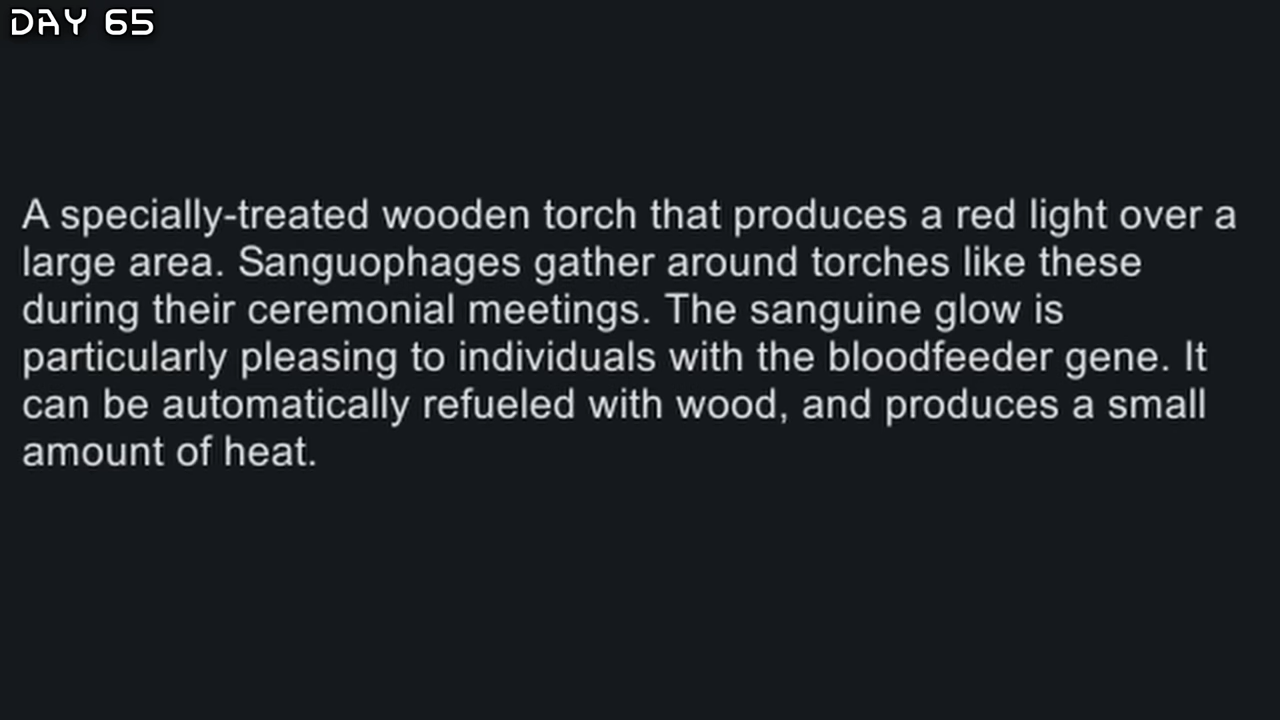 DAY 65
A specially-treated wooden torch that produces a red light over a
large area. Sanguophages gather around torches like these
during their ceremonial meetings. The sanguine glow is
particularly pleasing to individuals with the bloodfeeder gene. It
can be automatically refueled with wood, and produces a small
amount of heat.